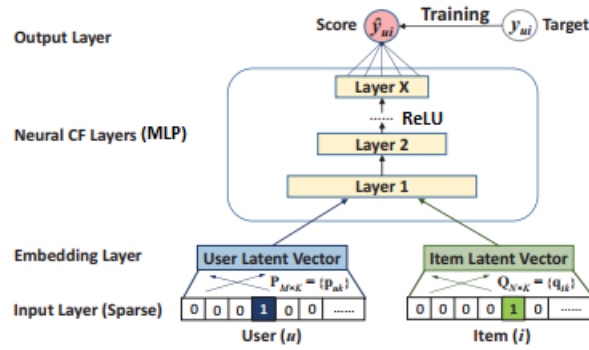 Score ŷui Training yui Target
Output Layer
Layer X
...... ReLU
Neural CF Layers (MLP)
Layer 2
Layer 1
Embedding Layer User Latent Vector Item Latent Vector
P M×K = {puk} Q N×K = {qik}
Input Layer (Sparse) 0 0 0 1 0 0 ...... 0 0 0 0 1 0 ......
User (u) Item (i)